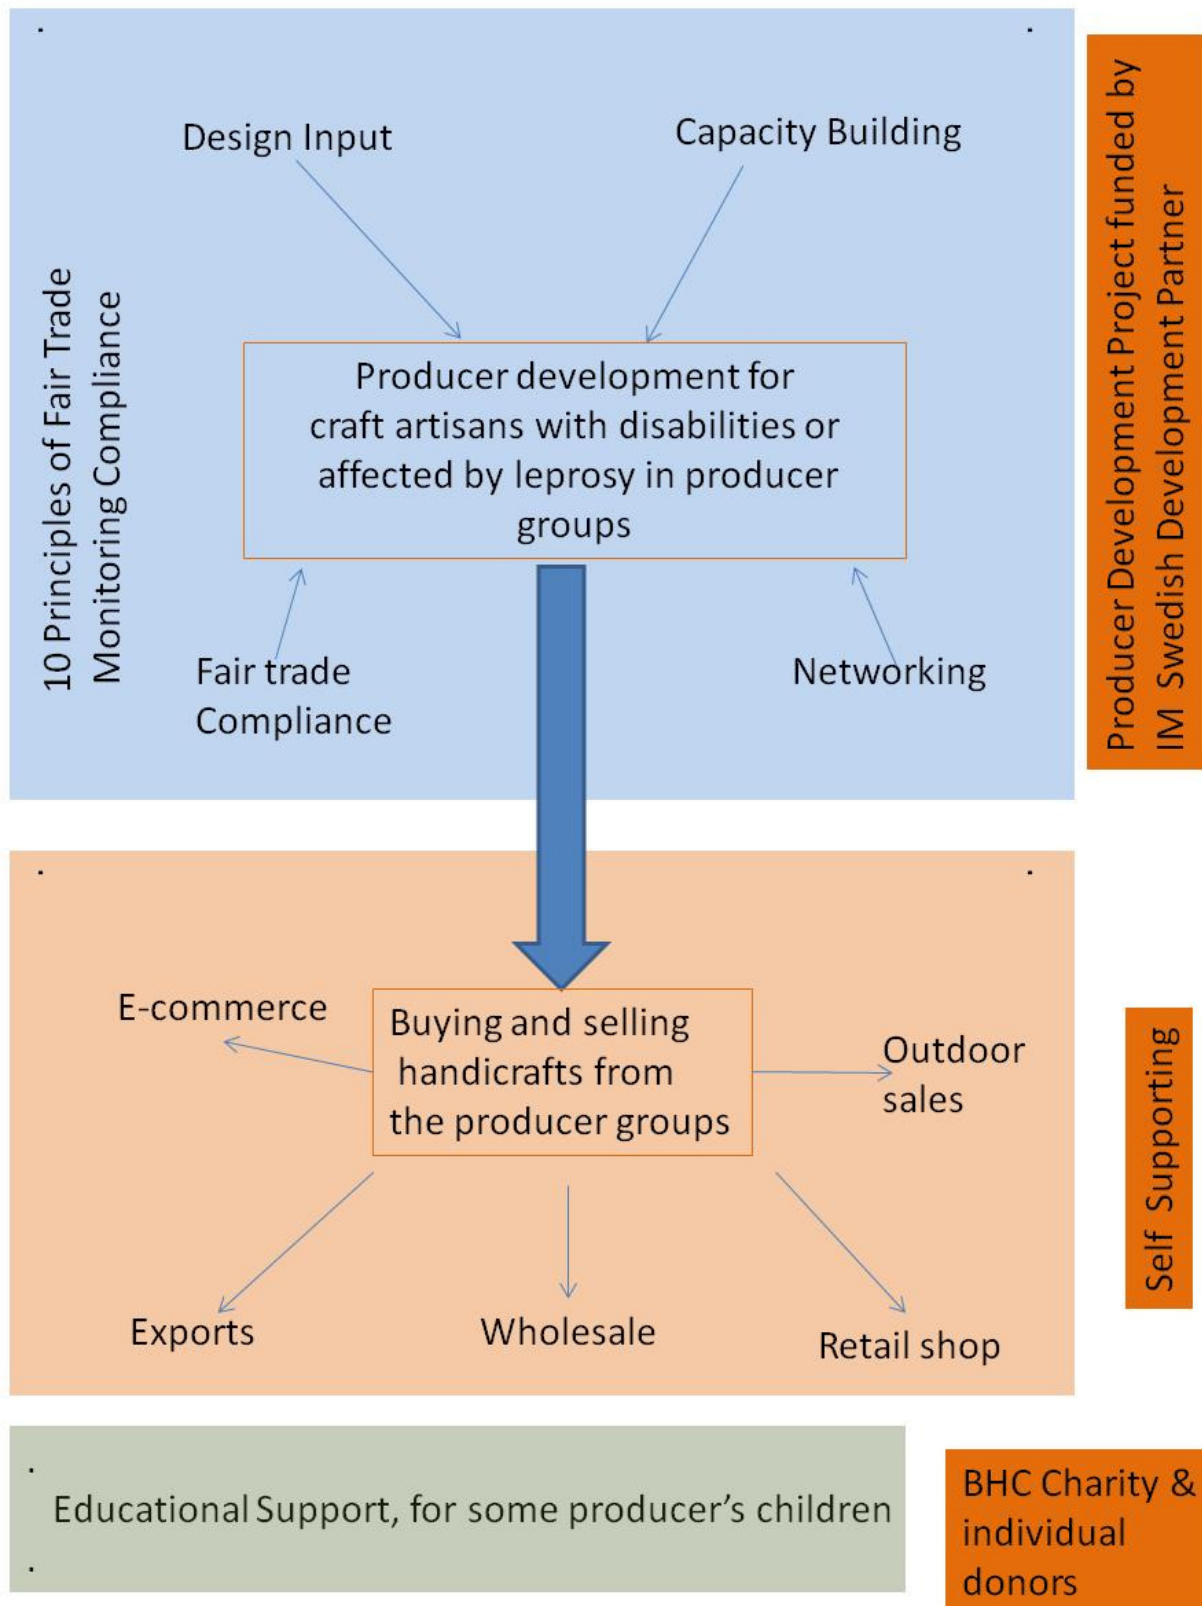 Design Input
Capacity Building
10 Principles of Fair Trade
Monitoring Compliance
Producer development for
craft artisans with disabilities or
affected by leprosy in producer
groups
Fair trade
Compliance
Networking
Producer Development Project funded by
IM Swedish Development Partner
E-commerce
Buying and selling
handicrafts from
the producer groups
Outdoor
sales
Exports
Wholesale
Retail shop
Self Supporting
Educational Support, for some producer's children
BHC Charity &
individual
donors